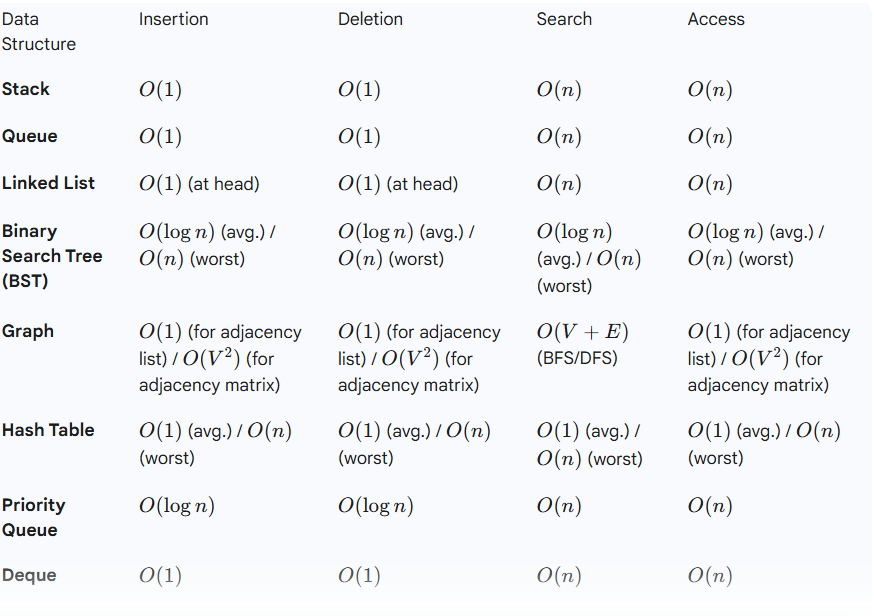 Data Structure Insertion Deletion Search Access
Stack O(1) O(1) O(n) O(n)
Queue O(1) O(1) O(n) O(n)
Linked List O(1) (at head) O(1) (at head) O(n) O(n)
Binary O(log n) (avg.) / O(log n) (avg.) / O(log n) O(log n) (avg.) /
Search Tree O(n) (worst) O(n) (worst) (avg.) / O(n) O(n) (worst)
(BST) (worst)
Graph O(1) (for adjacency O(1) (for adjacency O(V + E) O(1) (for adjacency
list) / O(V²) (for list) / O(V²) (for (BFS/DFS) list) / O(V²) (for
adjacency matrix) adjacency matrix) adjacency matrix)
Hash Table O(1) (avg.) / O(n) O(1) (avg.) / O(n) O(1) (avg.) / O(1) (avg.) / O(n)
(worst) (worst) O(n) (worst) (worst)
Priority O(log n) O(log n) O(n) O(n)
Queue
Deque O(1) O(1) O(n) O(n)